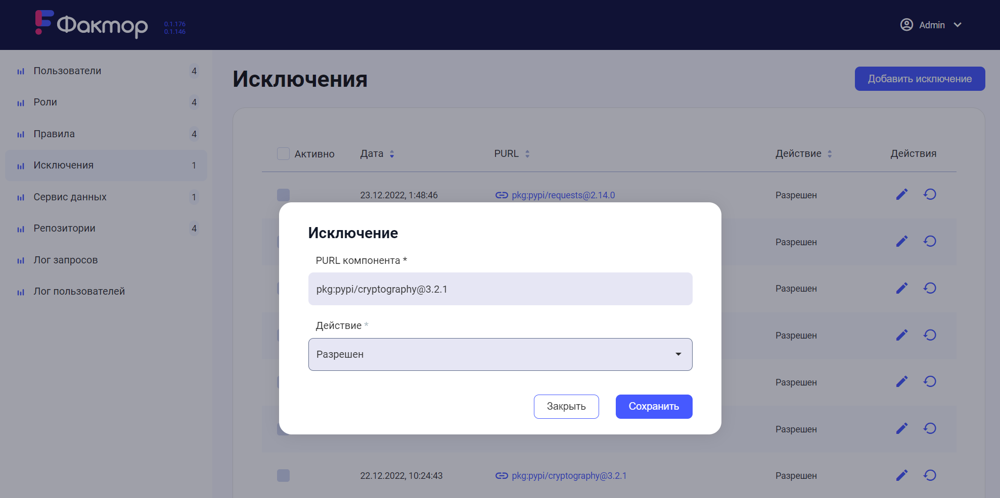 Фактор
0.1.176
0.1.146
Admin
Пользователи 4
Роли 4
Правила 4
Исключения 1
Сервис данных 1
Репозитории 4
Лог запросов
Лог пользователей
Исключения
Добавить исключение
Активно Дата PURL Действие Действия
23.12.2022, 1:48:46 pkg:pypi/requests@2.14.0 Разрешен
Разрешен
Разрешен
Разрешен
Разрешен
Разрешен
22.12.2022, 10:24:43 pkg:pypi/cryptography@3.2.1 Разрешен
Исключение
PURL компонента *
pkg:pypi/cryptography@3.2.1
Действие *
Разрешен
Закрыть Сохранить